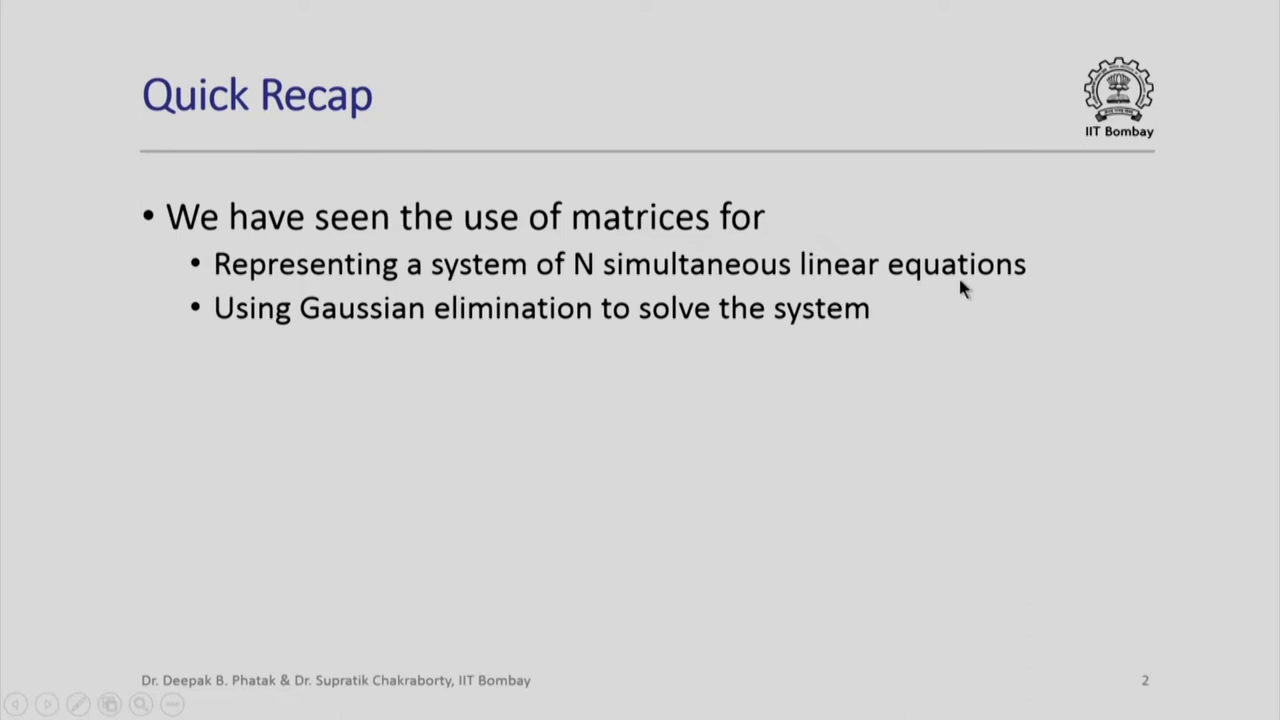 Quick Recap
IIT Bombay
• We have seen the use of matrices for
• Representing a system of N simultaneous linear equations
• Using Gaussian elimination to solve the system
Dr. Deepak B. Phatak & Dr. Supratik Chakraborty, IIT Bombay
2